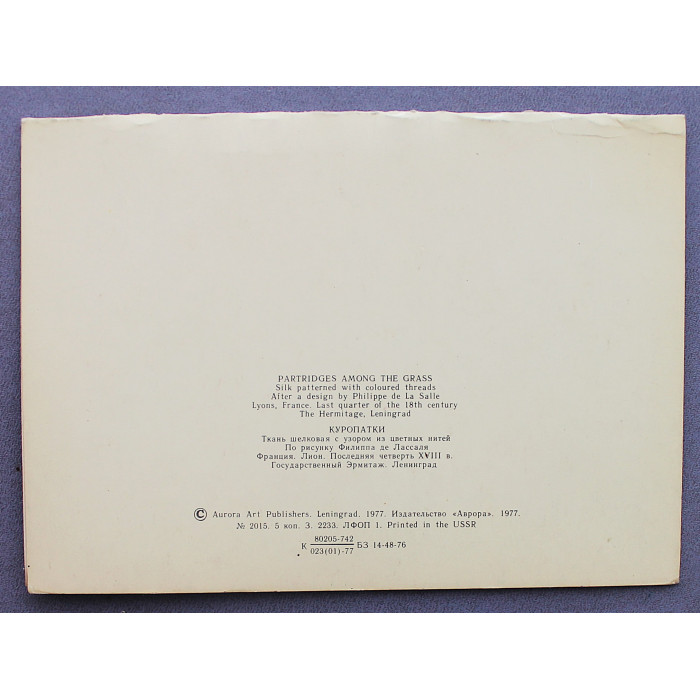 PARTRIDGES AMONG THE GRASS
Silk patterned with coloured threads
After a design by Philippe de La Salle
Lyons, France. Last quarter of the 18th century
The Hermitage, Leningrad
КУРОПАТКИ
Ткань шелковая с узором из цветных нитей
По рисунку Филиппа де Лассаля
Франция. Лион. Последняя четверть XVIII в.
Государственный Эрмитаж. Ленинград
© Aurora Art Publishers. Leningrad. 1977. Издательство «Аврора». 1977.
№ 2015. 5 коп. З. 2233. ЛФОП 1. Printed in the USSR
К 80205-742 БЗ 14-48-76
023(01)-77